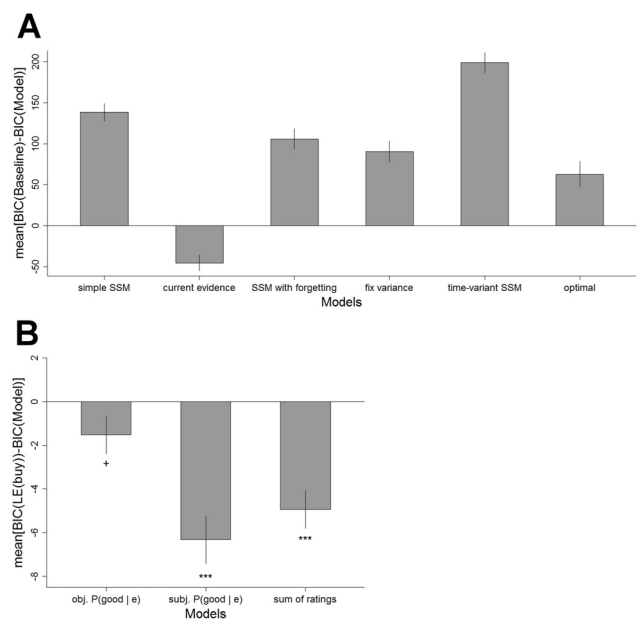 A
mean[BIC(Baseline)-BIC(Model)]
200
150
100
50
0
-50
simple SSM
current evidence
SSM with forgetting
fix variance
time-variant SSM
optimal
Models
B
mean[BIC(LE(buy))-BIC(Model)]
2
0
-2
-4
-6
-8
+
***
***
obj. P(good | e)
subj. P(good | e)
sum of ratings
Models